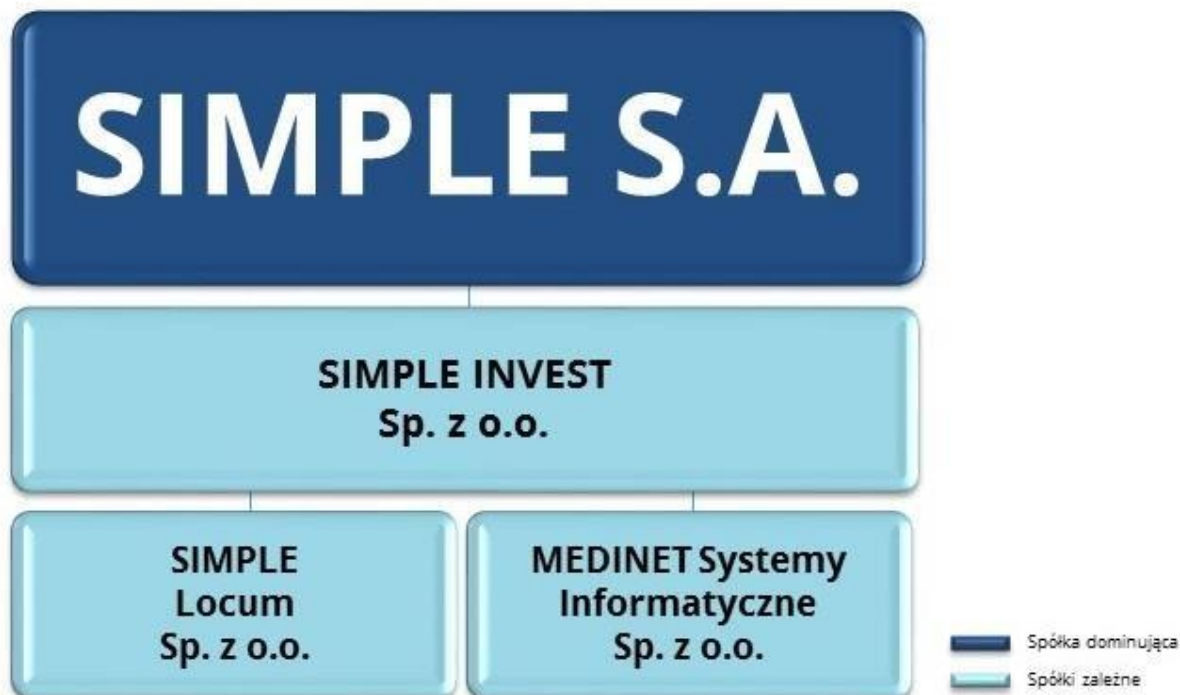 SIMPLE S.A.
SIMPLE INVEST
Sp. z o.o.
SIMPLE
Locum
Sp. z o.o.
MEDINET Systemy
Informatyczne
Sp. z o.o.
Spółka dominująca
Spółki zależne